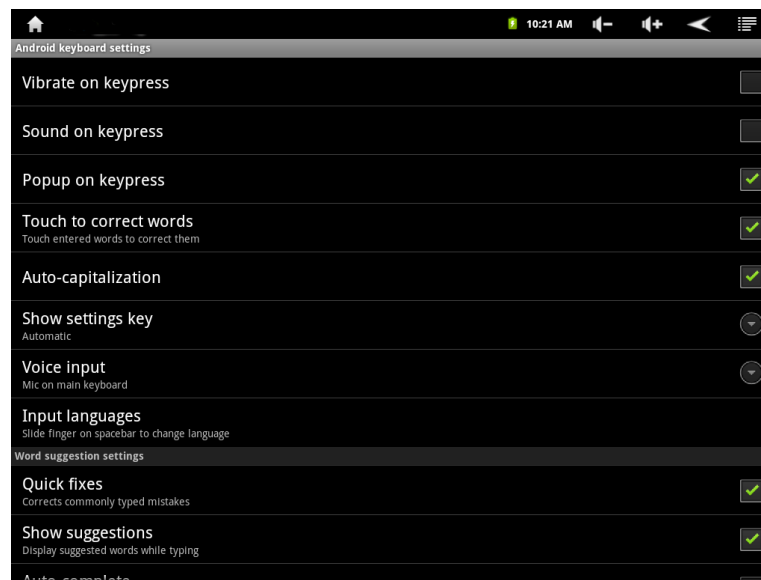 10:21 AM
Android keyboard settings
Vibrate on keypress
Sound on keypress
Popup on keypress
Touch to correct words
Touch entered words to correct them
Auto-capitalization
Show settings key
Automatic
Voice input
Mic on main keyboard
Input languages
Slide finger on spacebar to change language
Word suggestion settings
Quick fixes
Corrects commonly typed mistakes
Show suggestions
Display suggested words while typing
Auto-complete